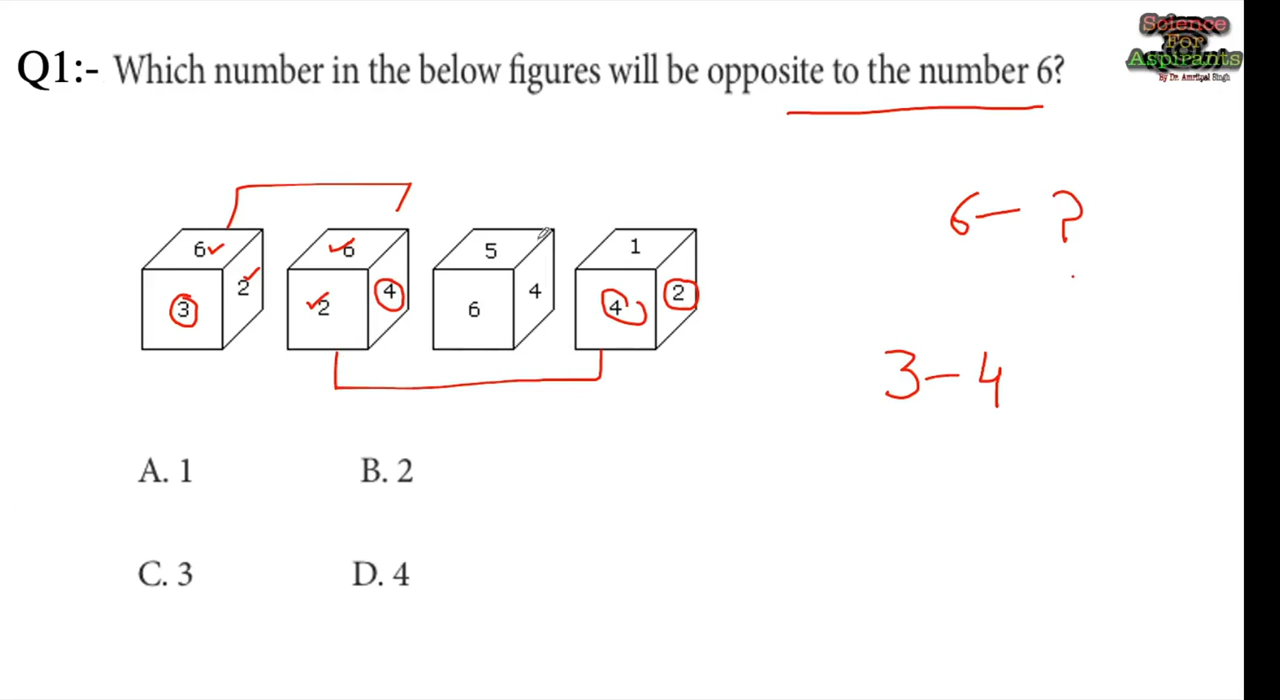 Science
For
Aspirants
By Dr. Amritpal Singh
Q1:- Which number in the below figures will be opposite to the number 6?
6 – ?
6 6 5 1
3 2 2 4 6 4 4 2
3 – 4
A. 1 B. 2
C. 3 D. 4